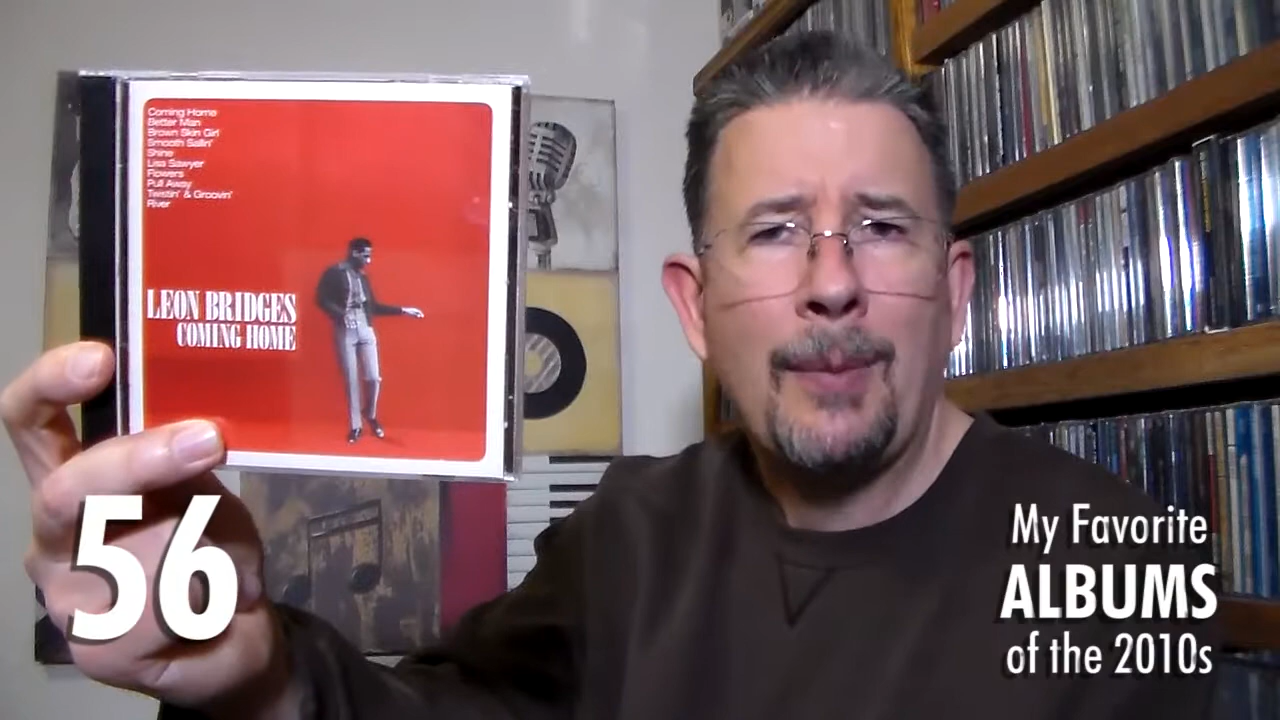 Coming Home
Better Man
Brown Skin Girl
Smooth Sailin'
Shine
Lisa Sawyer
Flowers
Pull Away
Twistin' & Groovin'
River
LEON BRIDGES
COMING HOME
56
My Favorite
ALBUMS
of the 2010s